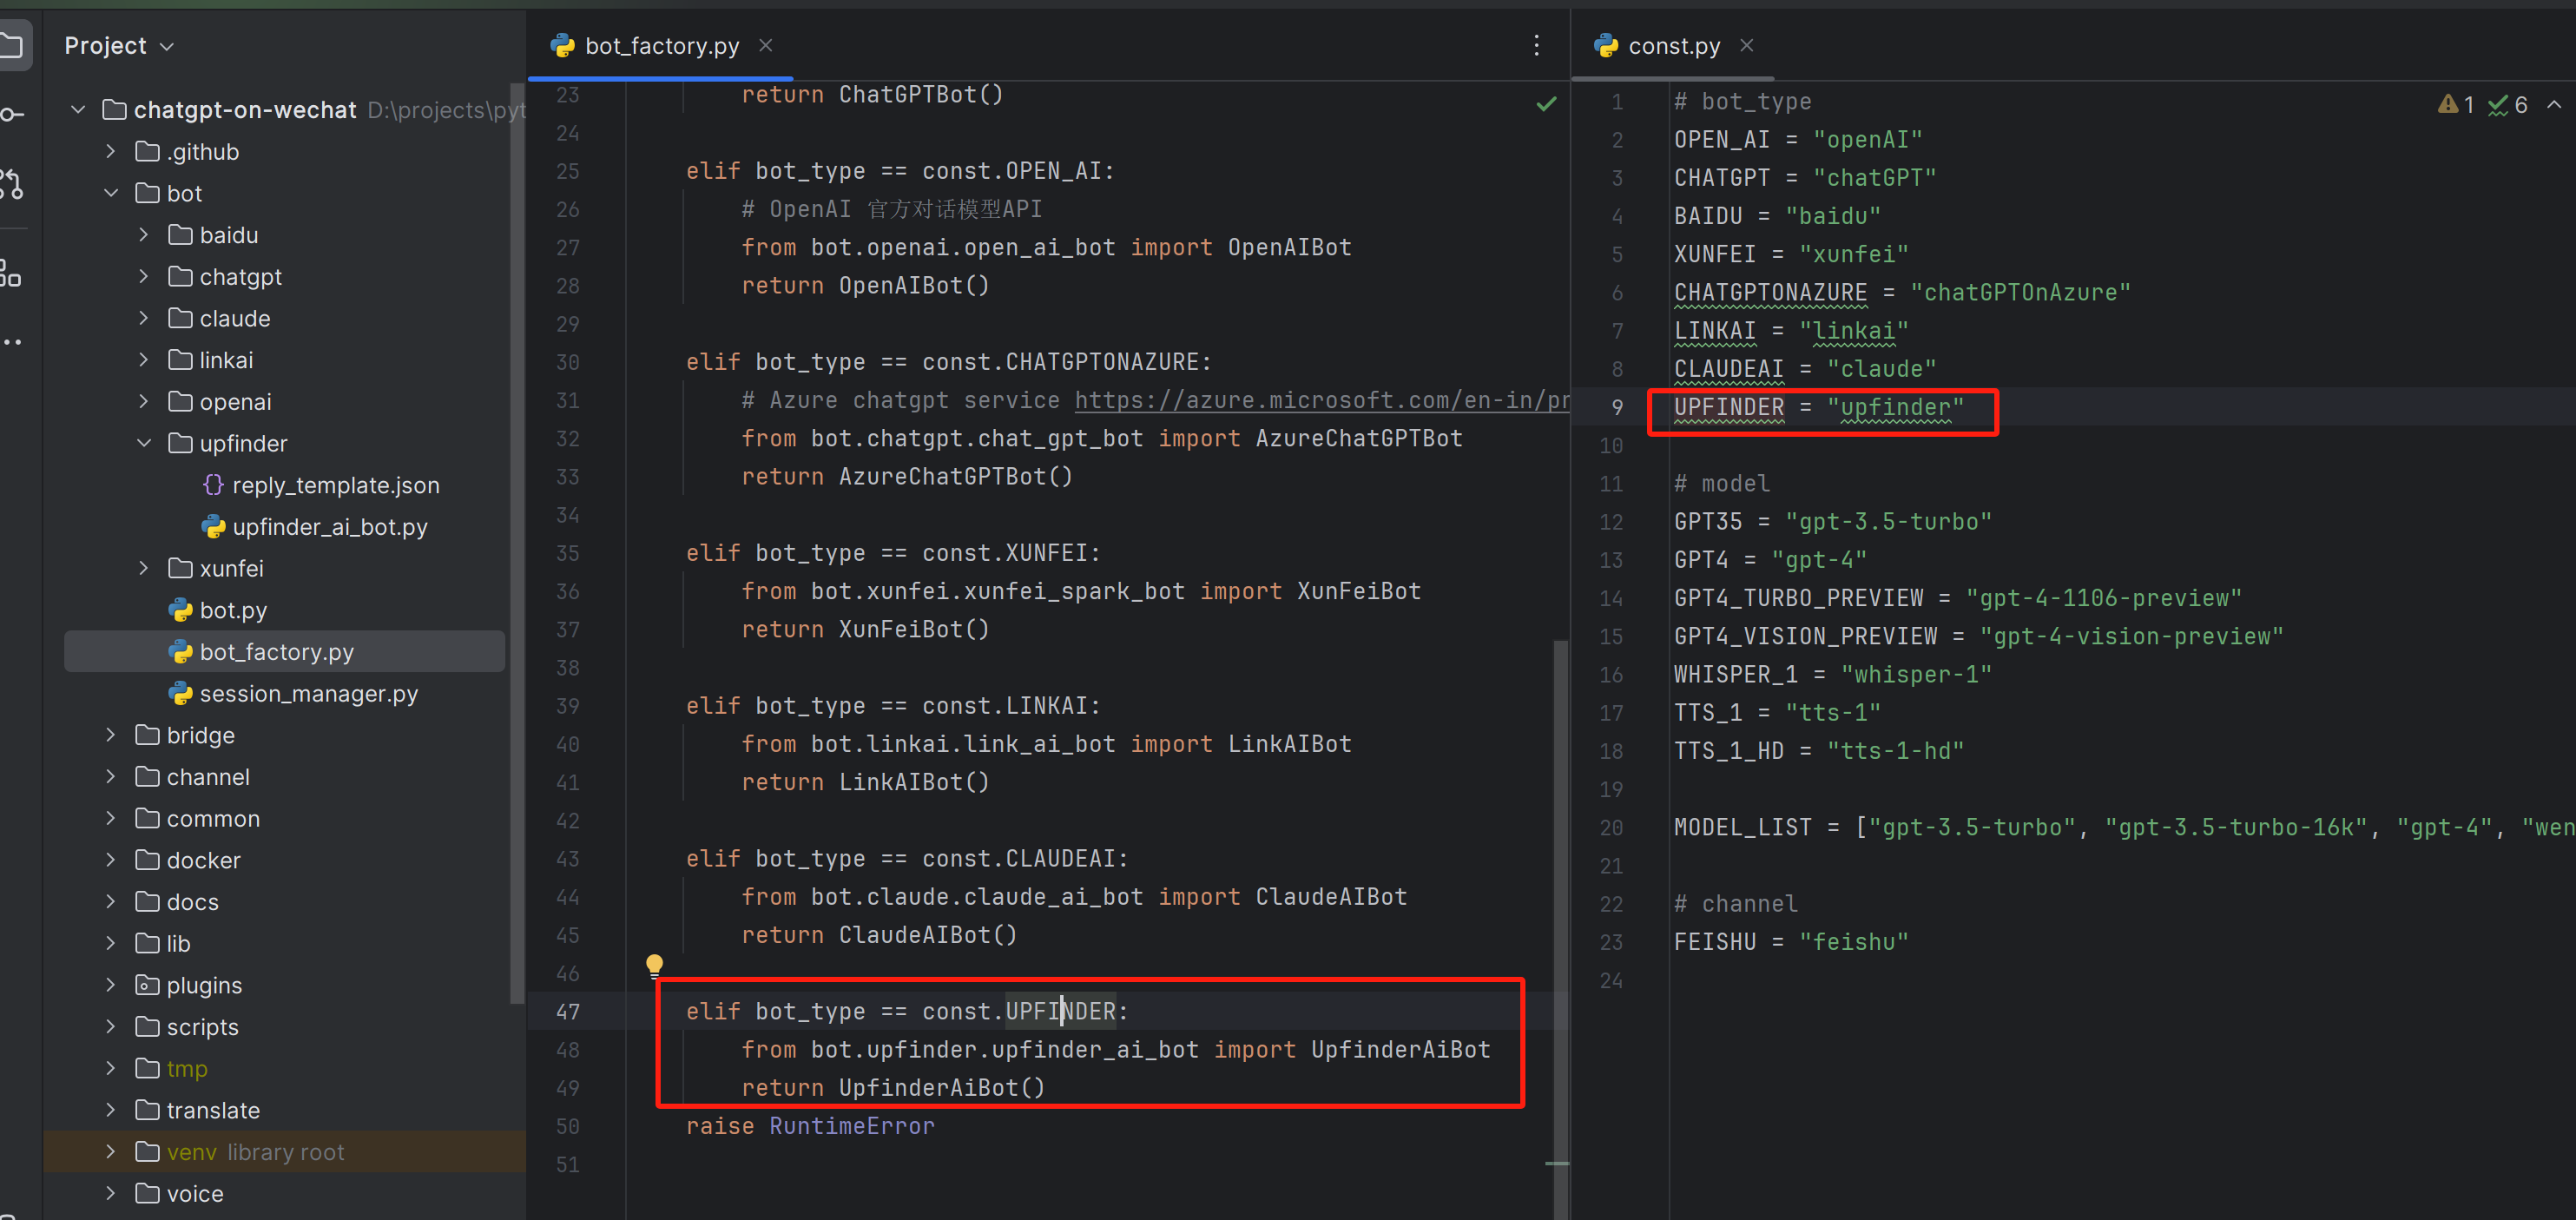 Project
chatgpt-on-wechat D:\projects\pyt
.github
bot
baidu
chatgpt
claude
linkai
openai
upfinder
reply_template.json
upfinder_ai_bot.py
xunfei
bot.py
bot_factory.py
session_manager.py
bridge
channel
common
docker
docs
lib
plugins
scripts
tmp
translate
venv library root
voice
bot_factory.py
23 return ChatGPTBot()
24
25 elif bot_type == const.OPEN_AI:
26 # OpenAI 官方对话模型API
27 from bot.openai.open_ai_bot import OpenAIBot
28 return OpenAIBot()
29
30 elif bot_type == const.CHATGPTONAZURE:
31 # Azure chatgpt service https://azure.microsoft.com/en-in/pr
32 from bot.chatgpt.chat_gpt_bot import AzureChatGPTBot
33 return AzureChatGPTBot()
34
35 elif bot_type == const.XUNFEI:
36 from bot.xunfei.xunfei_spark_bot import XunFeiBot
37 return XunFeiBot()
38
39 elif bot_type == const.LINKAI:
40 from bot.linkai.link_ai_bot import LinkAIBot
41 return LinkAIBot()
42
43 elif bot_type == const.CLAUDEAI:
44 from bot.claude.claude_ai_bot import ClaudeAIBot
45 return ClaudeAIBot()
46
47 elif bot_type == const.UPFINDER:
48 from bot.upfinder.upfinder_ai_bot import UpfinderAiBot
49 return UpfinderAiBot()
50 raise RuntimeError
51
const.py
1 6
1 # bot_type
2 OPEN_AI = "openAI"
3 CHATGPT = "chatGPT"
4 BAIDU = "baidu"
5 XUNFEI = "xunfei"
6 CHATGPTONAZURE = "chatGPTOnAzure"
7 LINKAI = "linkai"
8 CLAUDEAI = "claude"
9 UPFINDER = "upfinder"
10
11 # model
12 GPT35 = "gpt-3.5-turbo"
13 GPT4 = "gpt-4"
14 GPT4_TURBO_PREVIEW = "gpt-4-1106-preview"
15 GPT4_VISION_PREVIEW = "gpt-4-vision-preview"
16 WHISPER_1 = "whisper-1"
17 TTS_1 = "tts-1"
18 TTS_1_HD = "tts-1-hd"
19
20 MODEL_LIST = ["gpt-3.5-turbo", "gpt-3.5-turbo-16k", "gpt-4", "wen
21
22 # channel
23 FEISHU = "feishu"
24